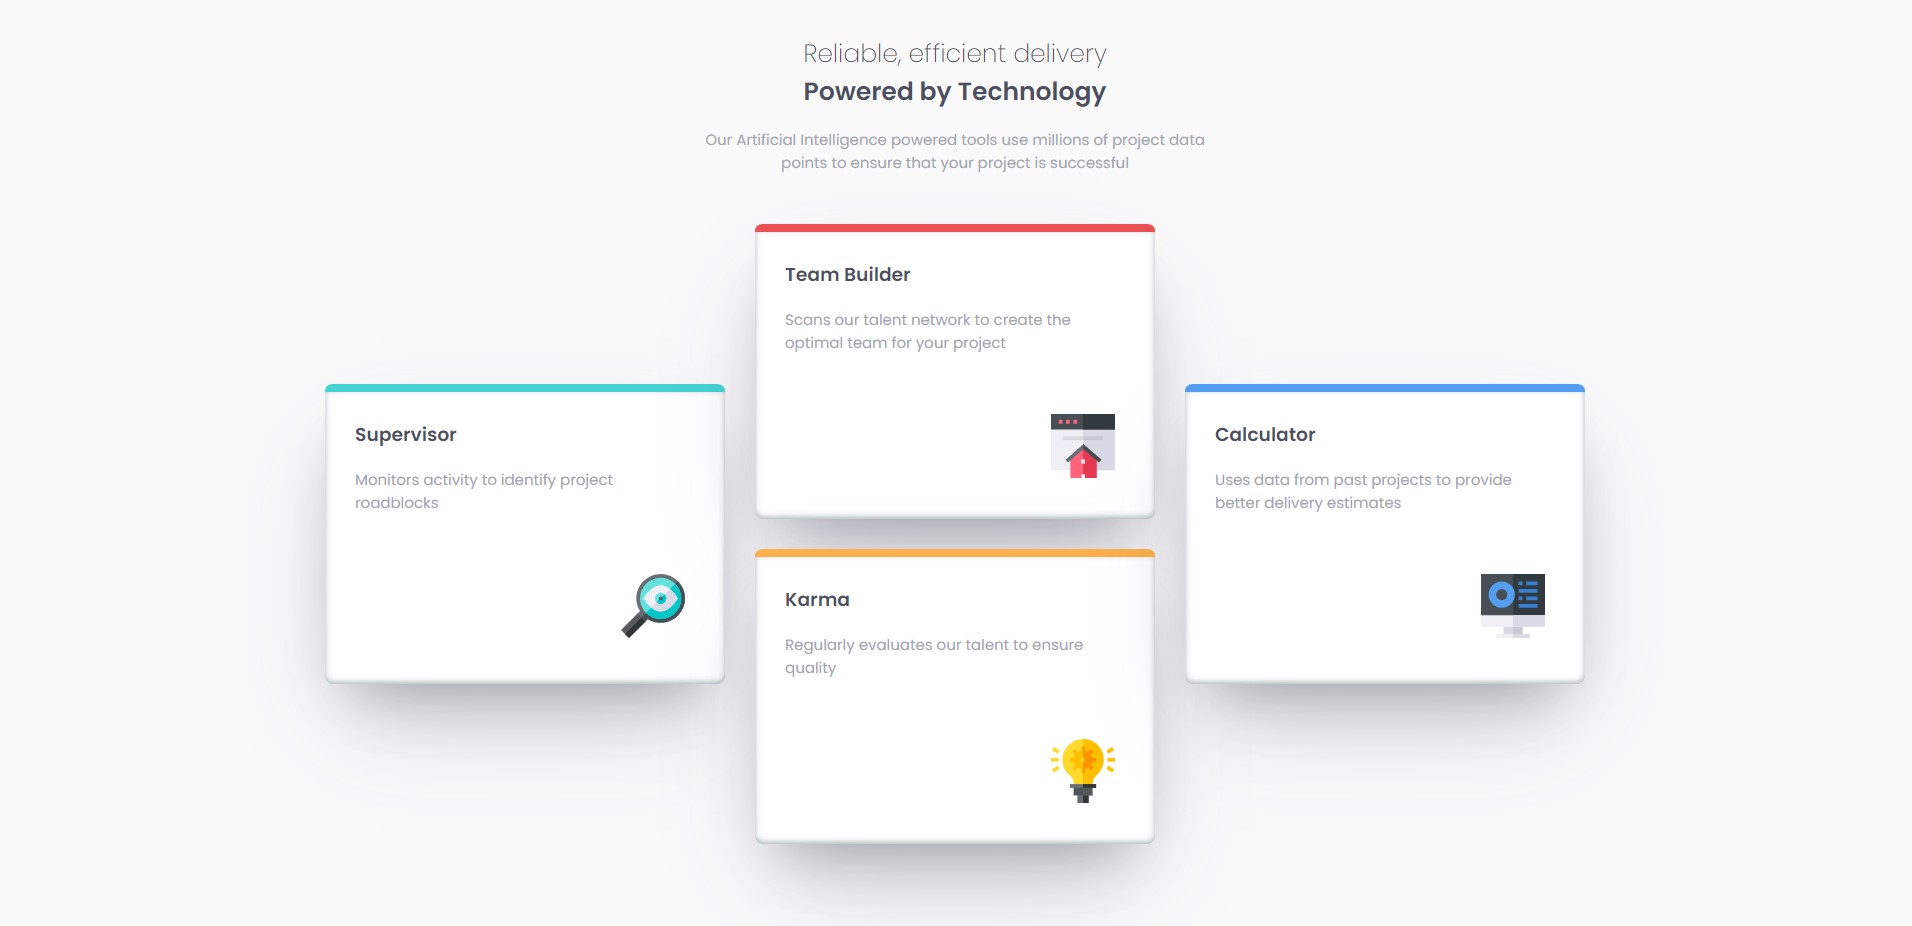 Reliable, efficient delivery
Powered by Technology
Our Artificial Intelligence powered tools use millions of project data
points to ensure that your project is successful
Team Builder
Scans our talent network to create the
optimal team for your project
Supervisor
Monitors activity to identify project
roadblocks
Calculator
Uses data from past projects to provide
better delivery estimates
Karma
Regularly evaluates our talent to ensure
quality